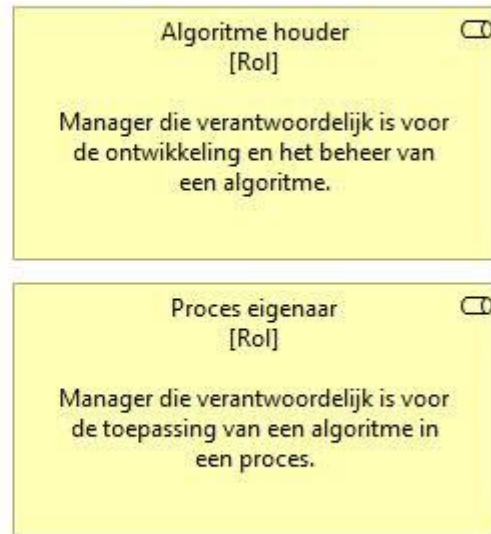 Algoritme houder
[Rol]
Manager die verantwoordelijk is voor
de ontwikkeling en het beheer van
een algoritme.
Proces eigenaar
[Rol]
Manager die verantwoordelijk is voor
de toepassing van een algoritme in
een proces.